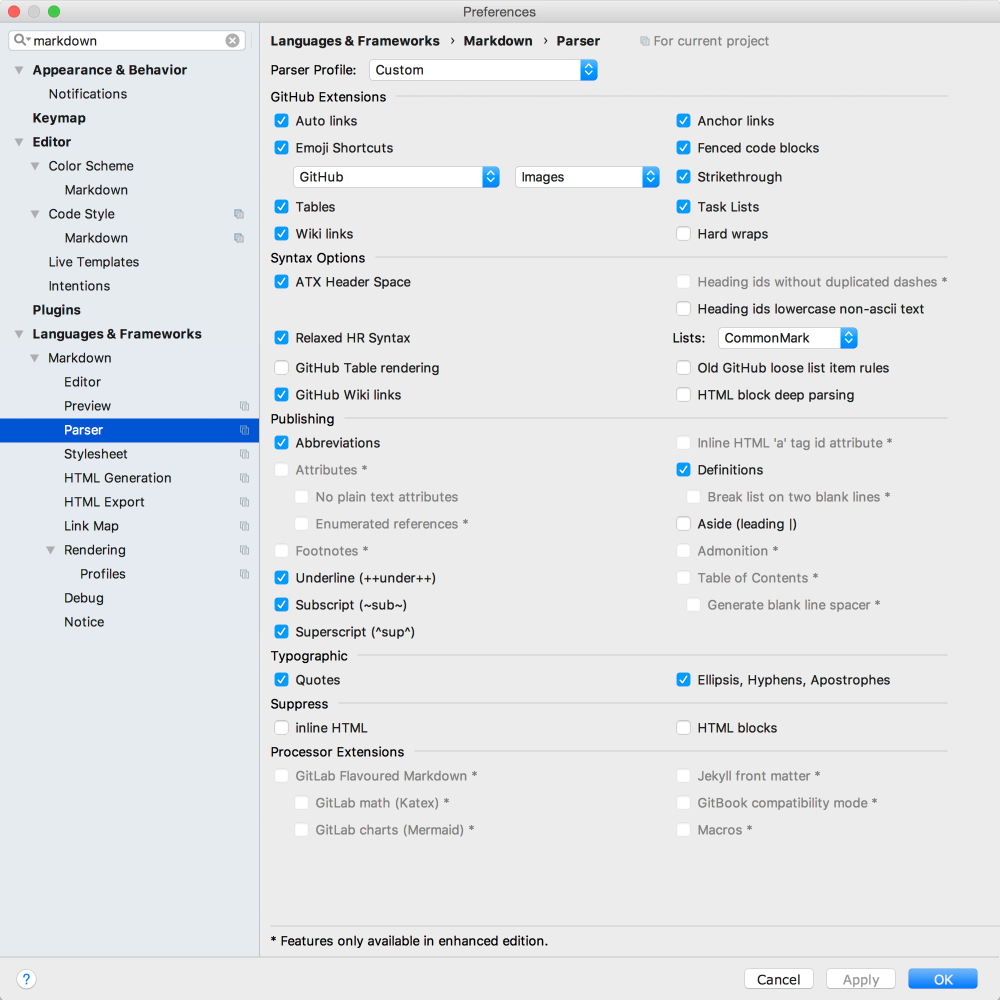 Preferences
markdown
Appearance & Behavior
Notifications
Keymap
Editor
Color Scheme
Markdown
Code Style
Markdown
Live Templates
Intentions
Plugins
Languages & Frameworks
Markdown
Editor
Preview
Parser
Stylesheet
HTML Generation
HTML Export
Link Map
Rendering
Profiles
Debug
Notice
?
Languages & Frameworks › Markdown › Parser For current project
Parser Profile: Custom
GitHub Extensions
Auto links Anchor links
Emoji Shortcuts Fenced code blocks
GitHub Images Strikethrough
Tables Task Lists
Wiki links Hard wraps
Syntax Options
ATX Header Space Heading ids without duplicated dashes *
Heading ids lowercase non-ascii text
Relaxed HR Syntax Lists: CommonMark
GitHub Table rendering Old GitHub loose list item rules
GitHub Wiki links HTML block deep parsing
Publishing
Abbreviations Inline HTML 'a' tag id attribute *
Attributes * Definitions
No plain text attributes Break list on two blank lines *
Enumerated references * Aside (leading |)
Footnotes * Admonition *
Underline (++under++) Table of Contents *
Subscript (~sub~) Generate blank line spacer *
Superscript (^sup^)
Typographic
Quotes Ellipsis, Hyphens, Apostrophes
Suppress
inline HTML HTML blocks
Processor Extensions
GitLab Flavoured Markdown * Jekyll front matter *
GitLab math (Katex) * GitBook compatibility mode *
GitLab charts (Mermaid) * Macros *
* Features only available in enhanced edition.
Cancel Apply OK